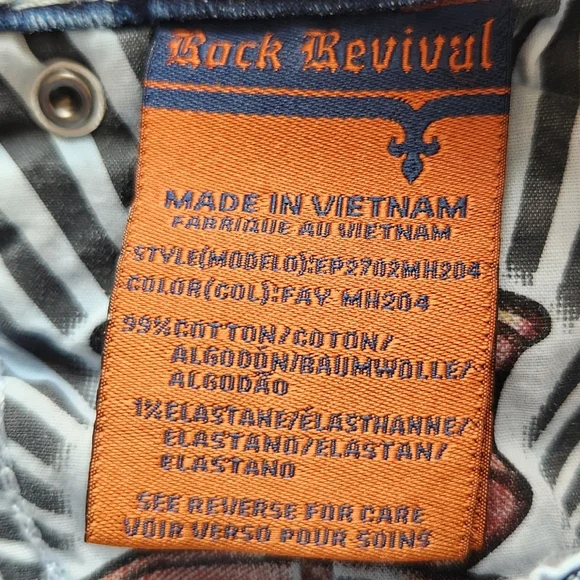 Rock Revival
MADE IN VIETNAM
FABRIQUE AU VIETNAM
STYLE(MODELO):EP2702MH204
COLOR(COL):FAY-MH204
99%COTTON/COTON/
ALGODÓN/BAUMWOLLE/
ALGODÃO
1%ELASTANE/ÉLASTHANNE/
ELASTANO/ELASTAN/
ELASTANO
SEE REVERSE FOR CARE
VOIR VERSO POUR SOINS